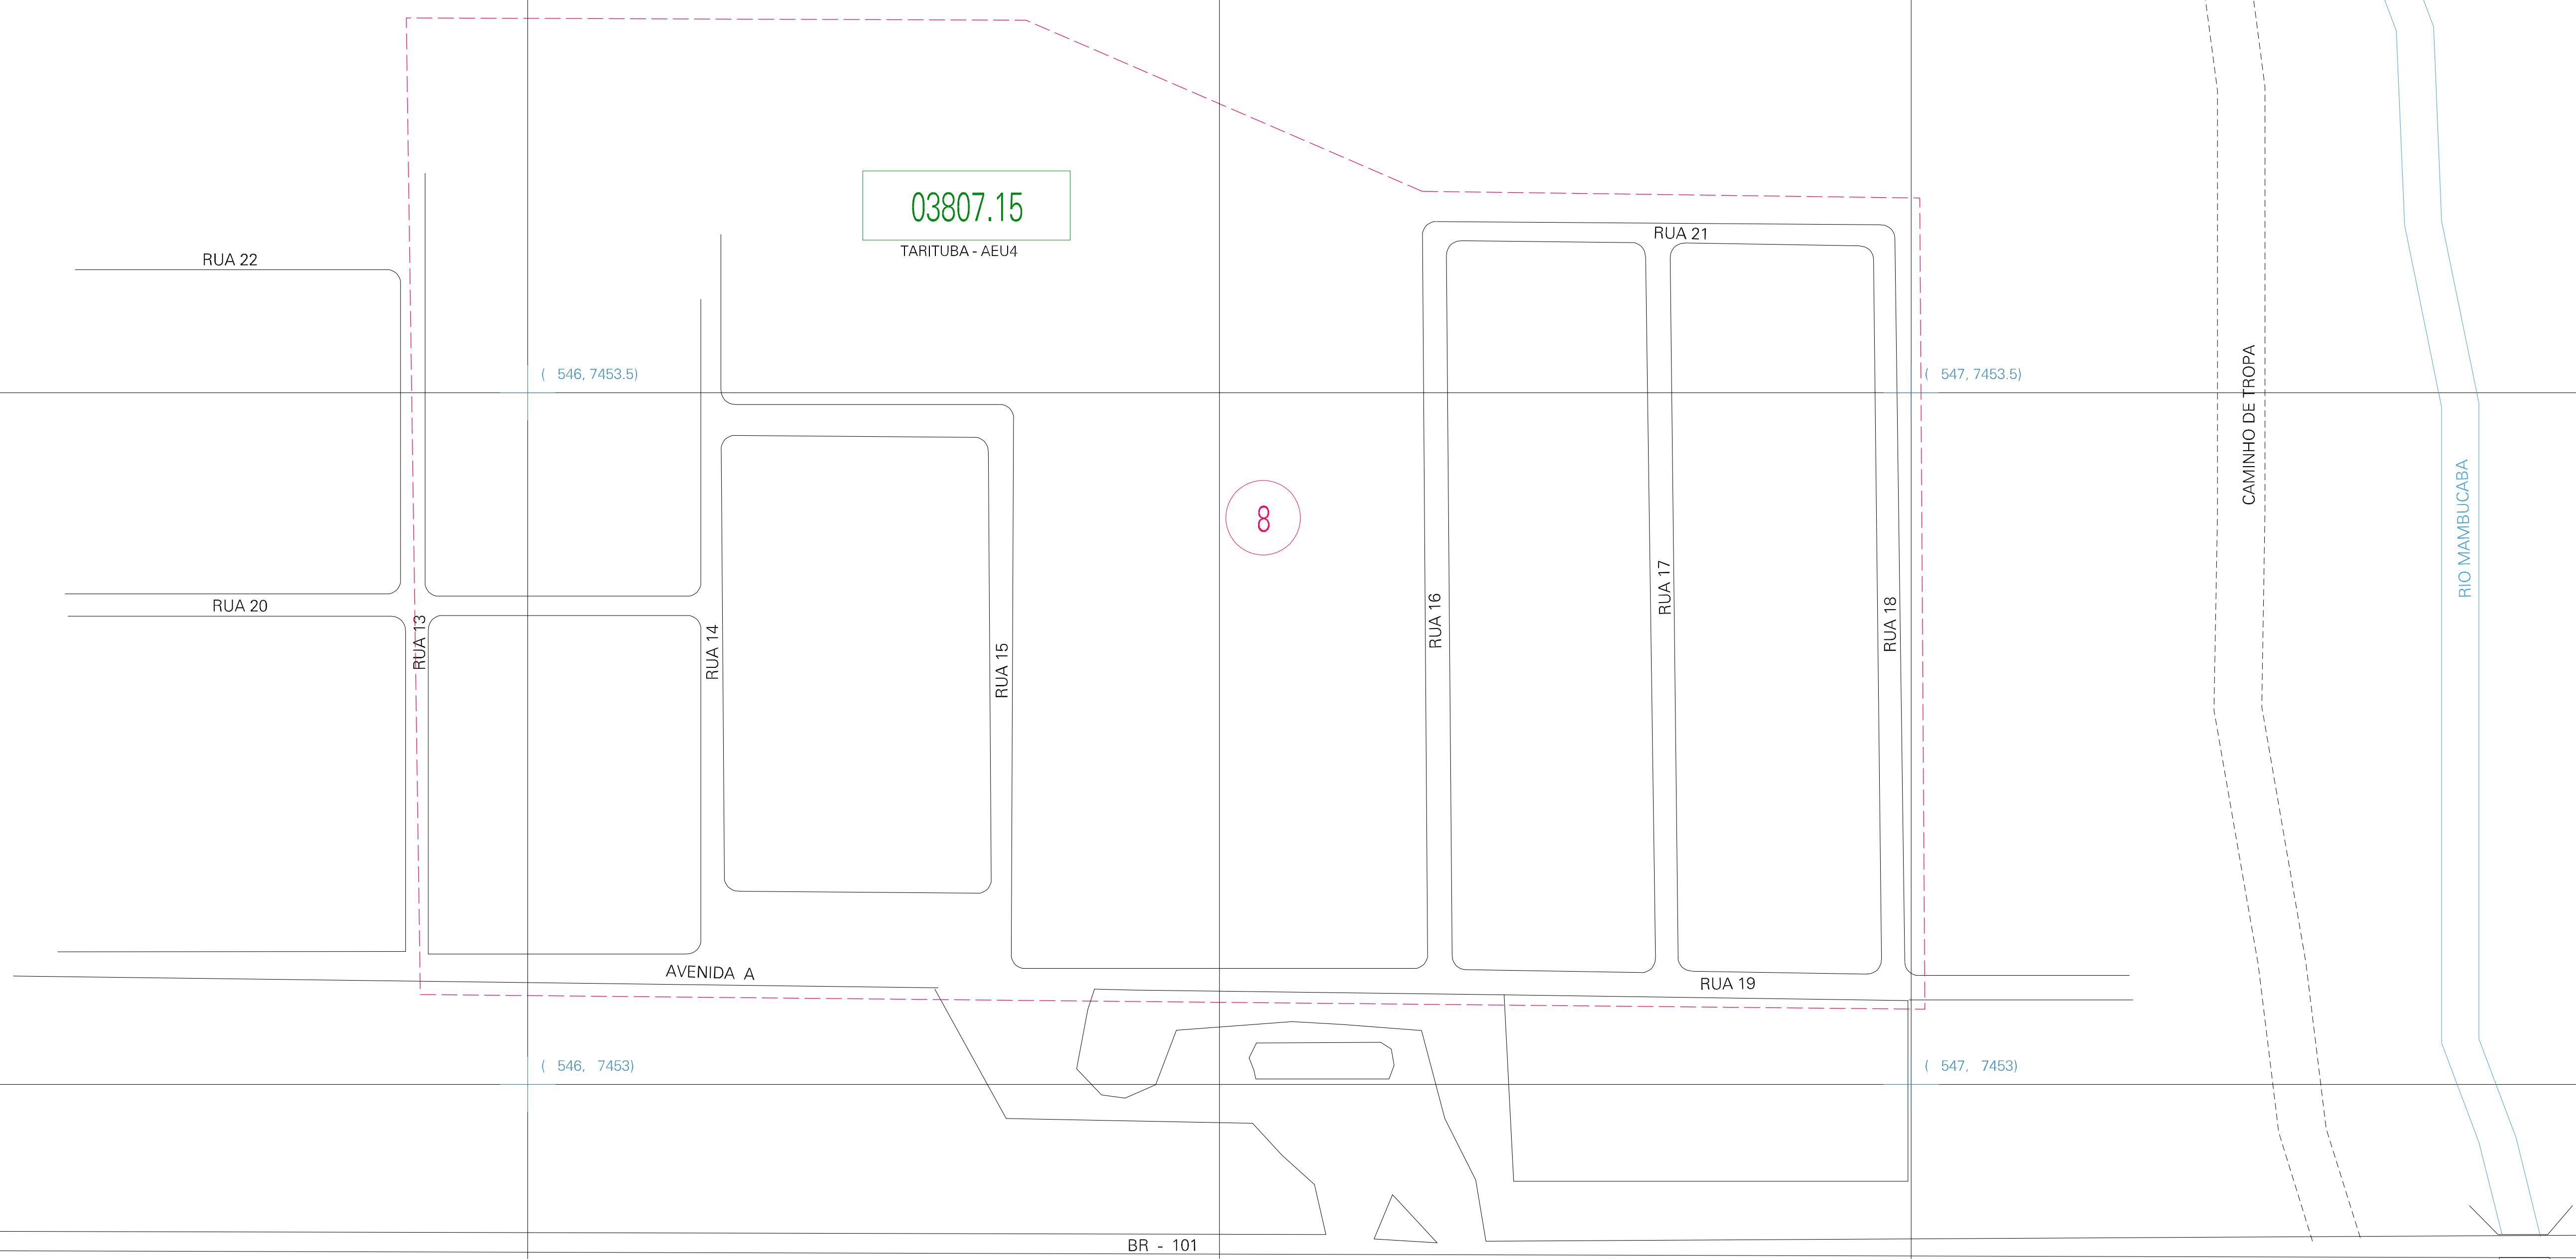 03807.15
TARITUBA - AEU4
RUA 21
RUA 22
( 546, 7453.5)
( 547, 7453.5)
CAMINHO DE TROPA
RIO MAMBUCABA
8
RUA 17
RUA 20
RUA 13
RUA 14
RUA 15
RUA 16
RUA 18
AVENIDA A
RUA 19
( 546, 7453)
( 547, 7453)
BR - 101